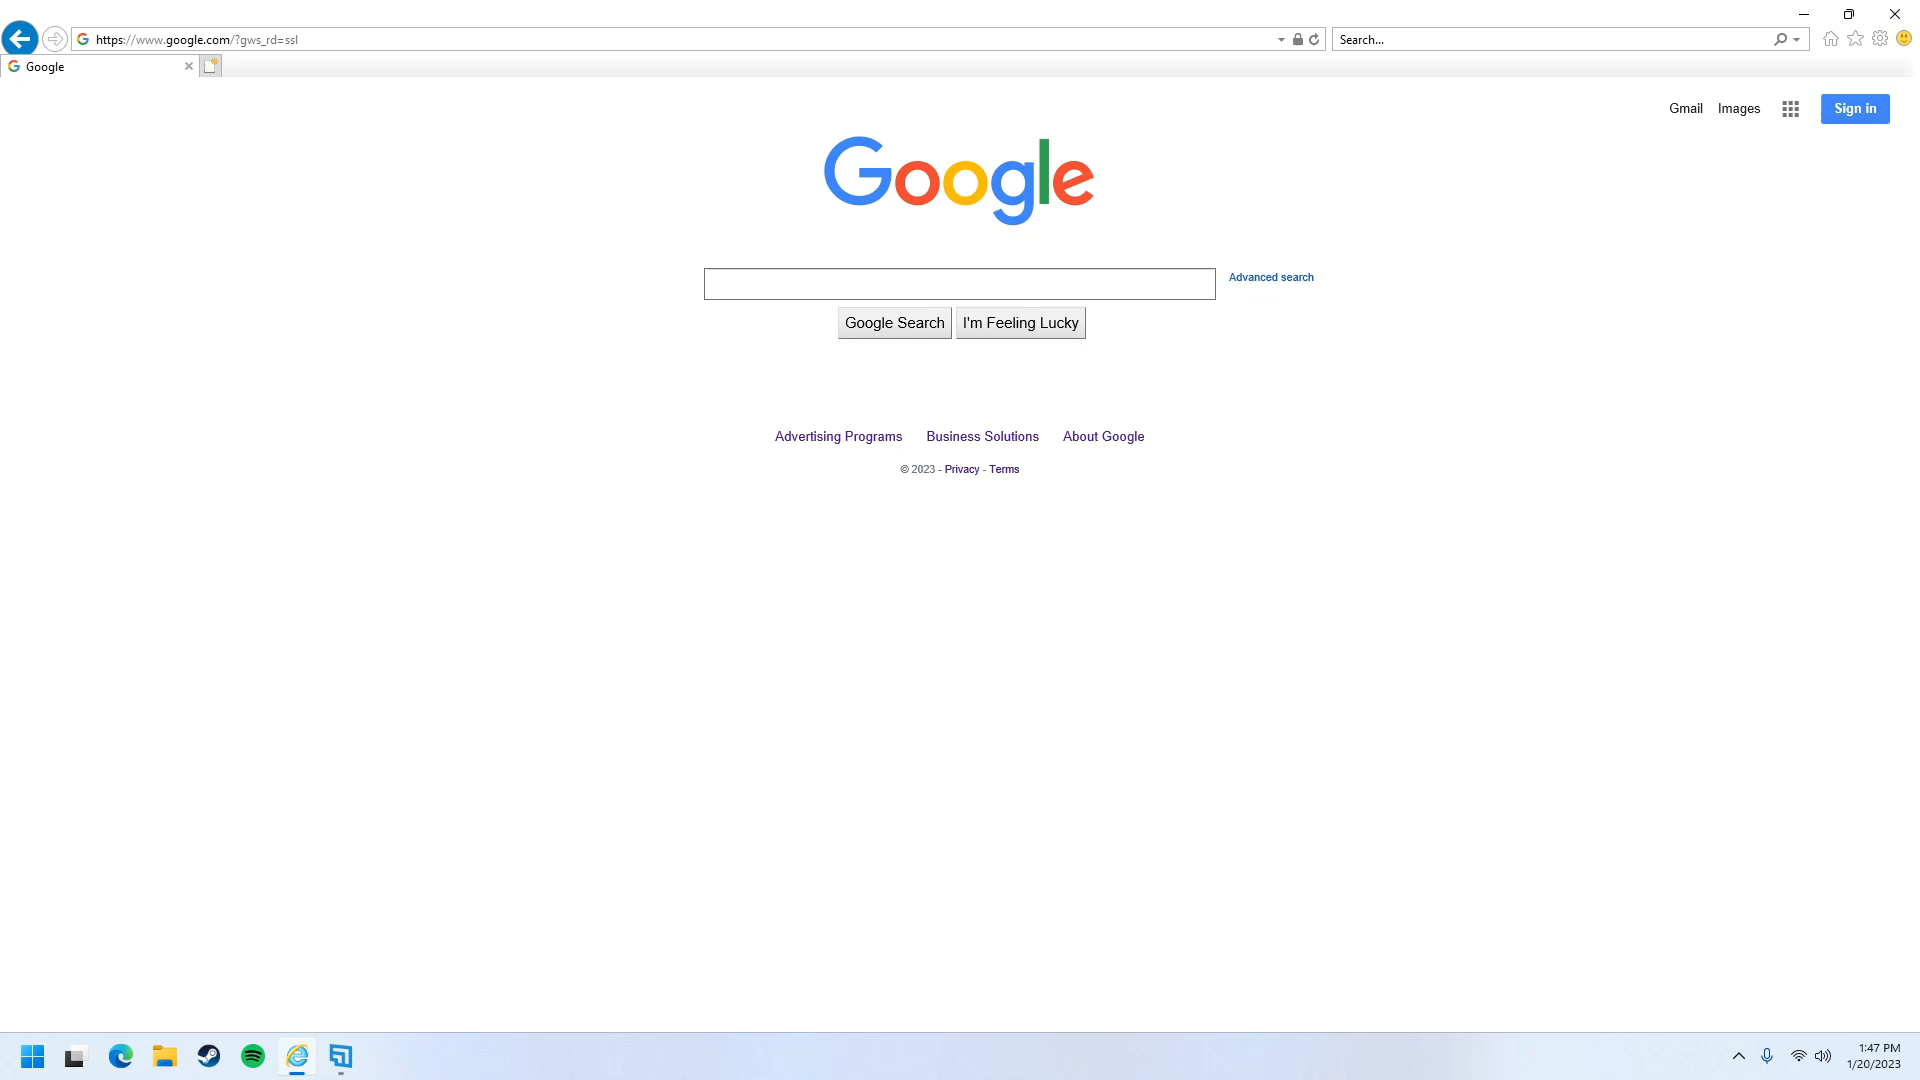 https://www.google.com/?gws_rd=ssl
Search...
Google
Gmail Images Sign in
Google
Advanced search
Google Search I'm Feeling Lucky
Advertising Programs Business Solutions About Google
© 2023 - Privacy - Terms
1:47 PM
1/20/2023